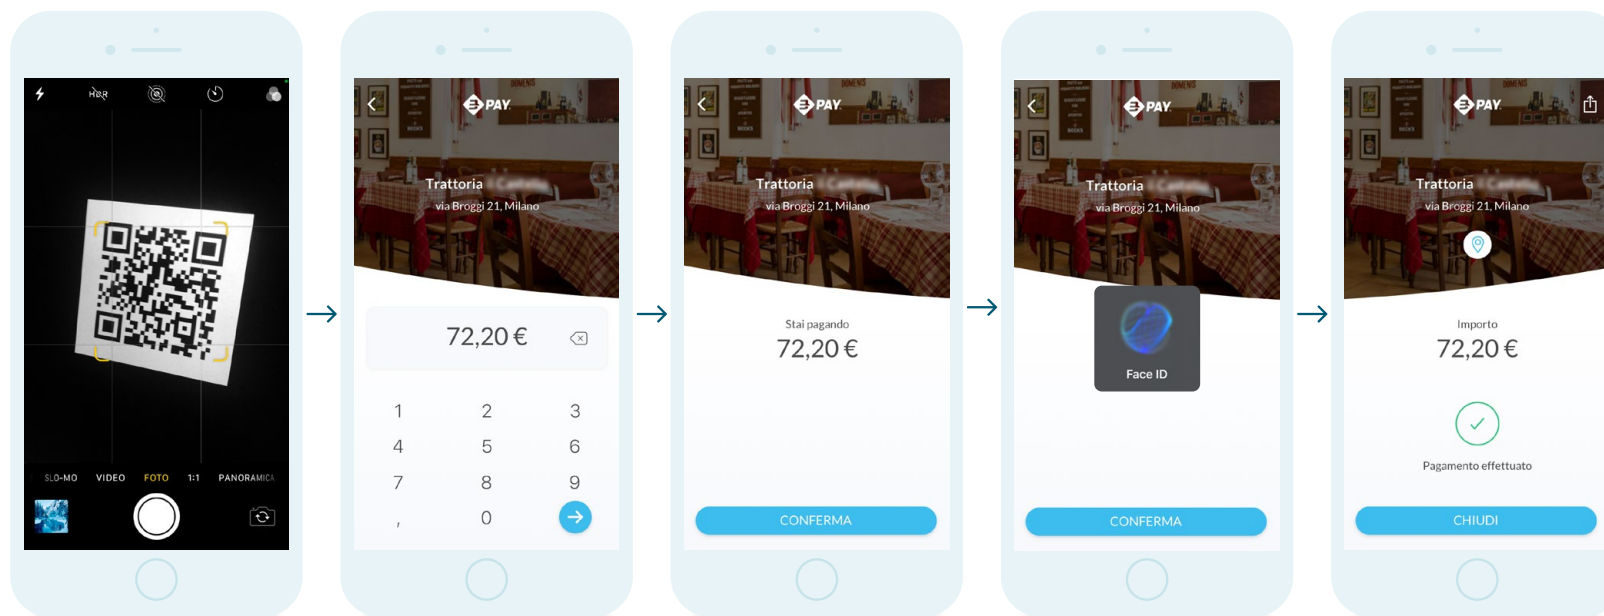 HDR
SLO-MO VIDEO FOTO 1:1 PANORAMICA
PAY
Trattoria
via Broggi 21, Milano
72,20 €
1 2 3
4 5 6
7 8 9
, 0
PAY
Trattoria
via Broggi 21, Milano
Stai pagando
72,20 €
CONFERMA
PAY
Trattoria
via Broggi 21, Milano
Face ID
CONFERMA
PAY
Trattoria
via Broggi 21, Milano
Importo
72,20 €
Pagamento effettuato
CHIUDI